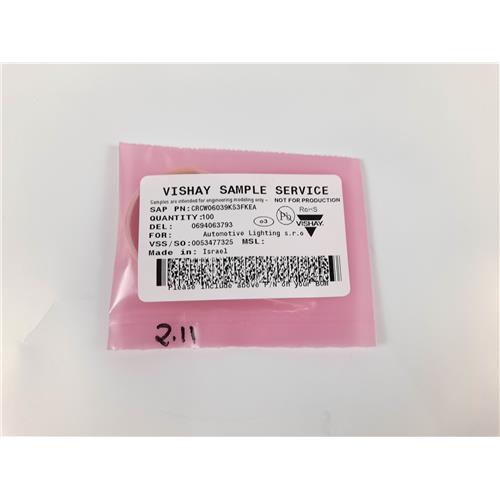 VISHAY SAMPLE SERVICE
Samples are intended for engineering modeling only - NOT FOR PRODUCTION
SAP PN:CRCW06039K53FKEA
QUANTITY:100
DEL: 0694063793
FOR: Automotive Lighting s.r.o
VSS/SO:0053477325 MSL:
Made in: Israel
e3
Pb
RoHS
VISHAY.
Please include above P/N on your BOM
2.11